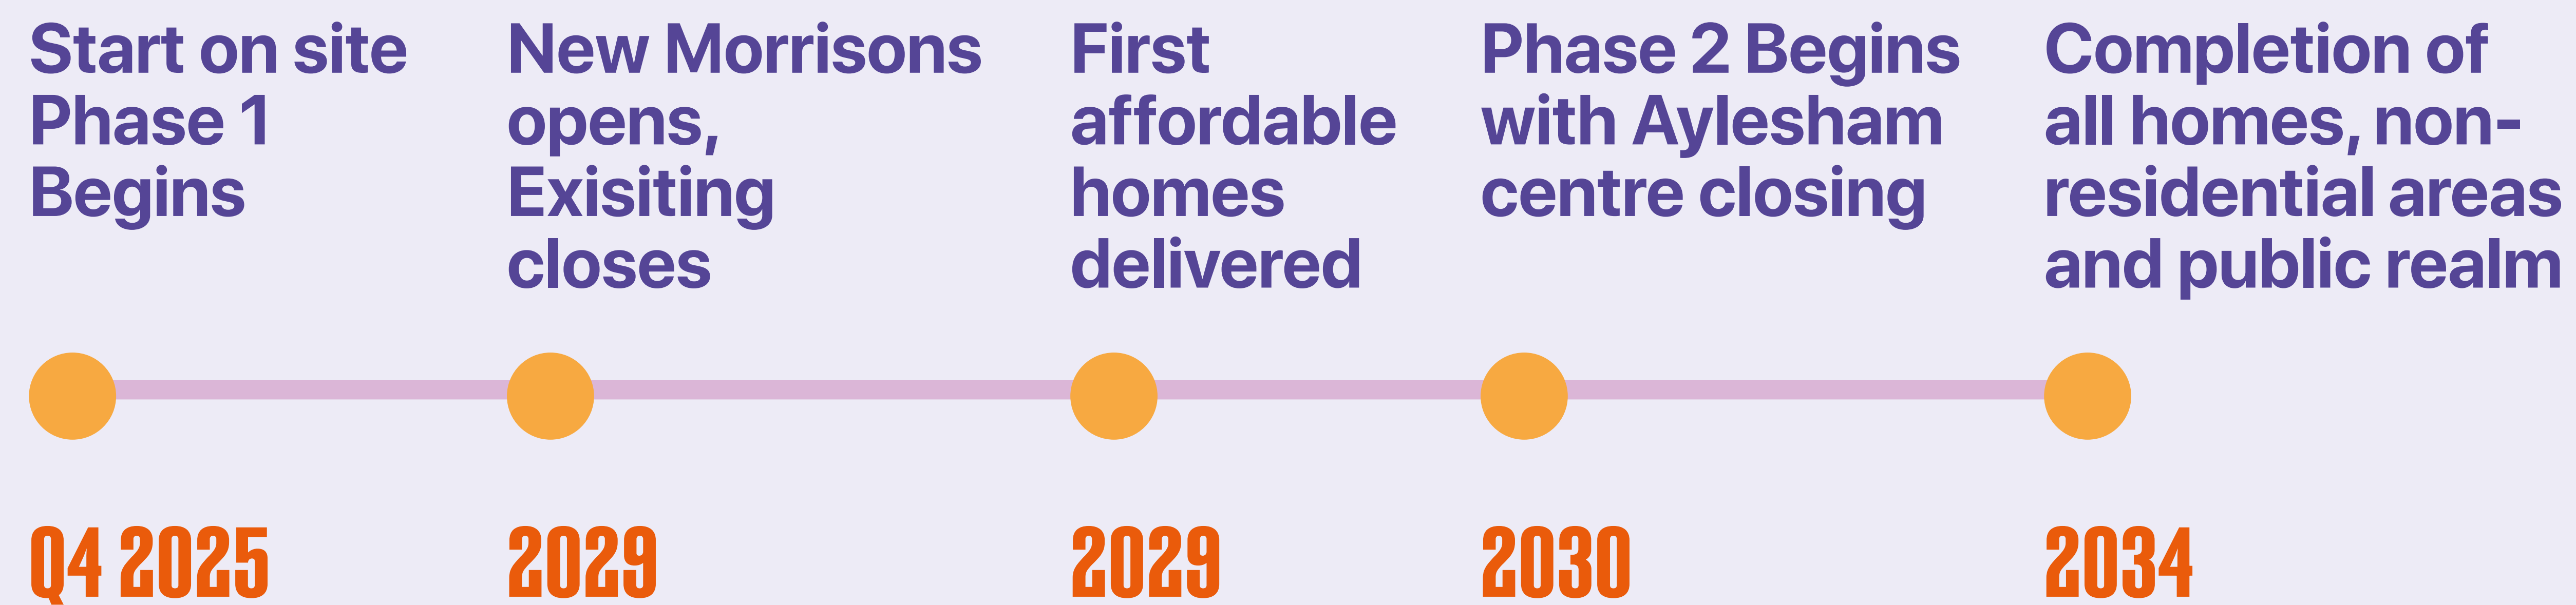 Start on site
Phase 1
Begins
New Morrisons
opens,
Exisiting
closes
First
affordable
homes
delivered
Phase 2 Begins
with Aylesham
centre closing
Completion of
all homes, non-
residential areas
and public realm
Q4 2025
2029
2029
2030
2034